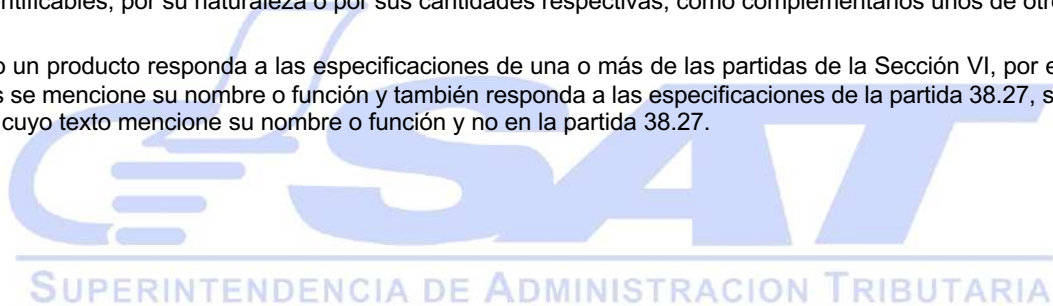 entificables, por su naturaleza o por sus cantidades respectivas, como complementarios unos de otro
o un producto responda a las especificaciones de una o más de las partidas de la Sección VI, por e
s se mencione su nombre o función y también responda a las especificaciones de la partida 38.27, s
cuyo texto mencione su nombre o función y no en la partida 38.27.
SAT
SUPERINTENDENCIA DE ADMINISTRACION TRIBUTARIA